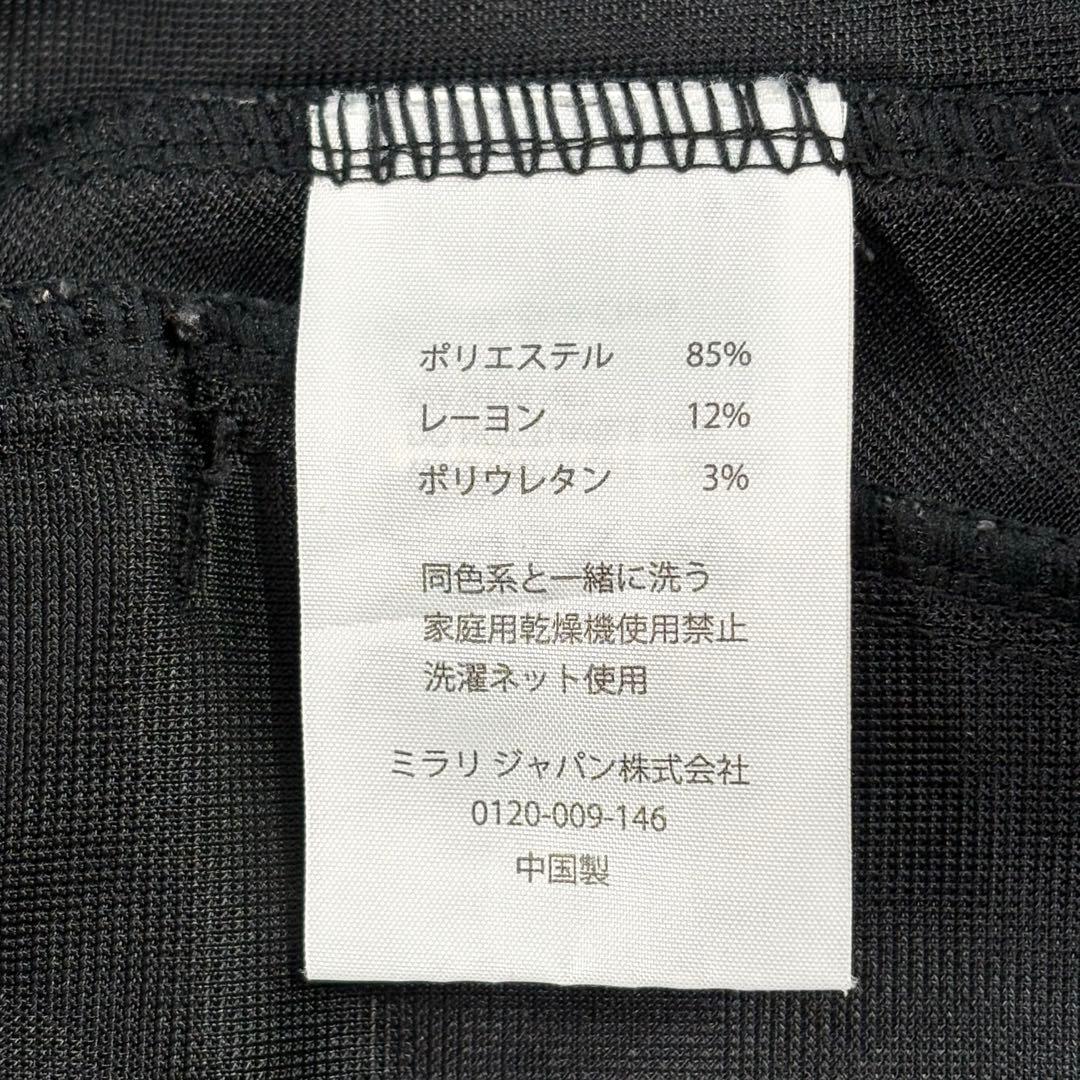 ポリエステル 85%
レーヨン 12%
ポリウレタン 3%
同色系と一緒に洗う
家庭用乾燥機使用禁止
洗濯ネット使用
ミラリ ジャパン株式会社
0120-009-146
中国製